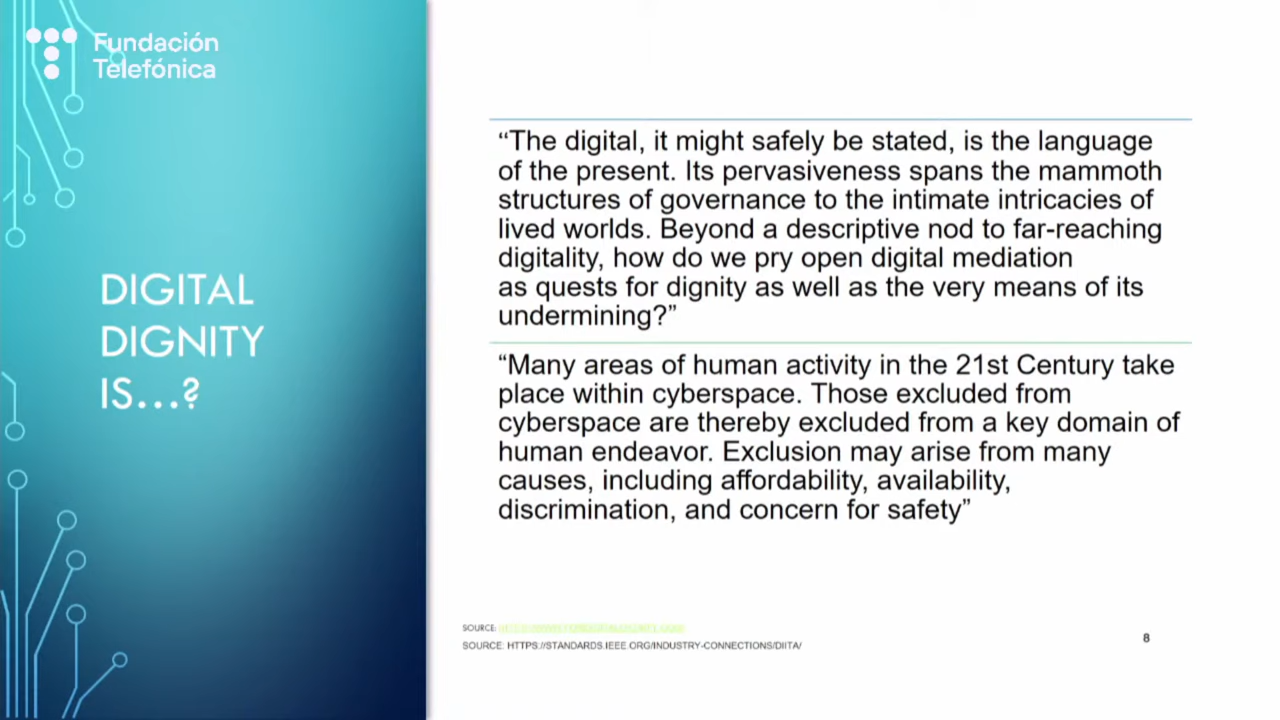 Fundación
Telefónica
DIGITAL
DIGNITY
IS...?
“The digital, it might safely be stated, is the language
of the present. Its pervasiveness spans the mammoth
structures of governance to the intimate intricacies of
lived worlds. Beyond a descriptive nod to far-reaching
digitality, how do we pry open digital mediation
as quests for dignity as well as the very means of its
undermining?”
“Many areas of human activity in the 21st Century take
place within cyberspace. Those excluded from
cyberspace are thereby excluded from a key domain of
human endeavor. Exclusion may arise from many
causes, including affordability, availability,
discrimination, and concern for safety”
SOURCE:
SOURCE: HTTPS://STANDARDS.IEEE.ORG/INDUSTRY-CONNECTIONS/DIITA/
8